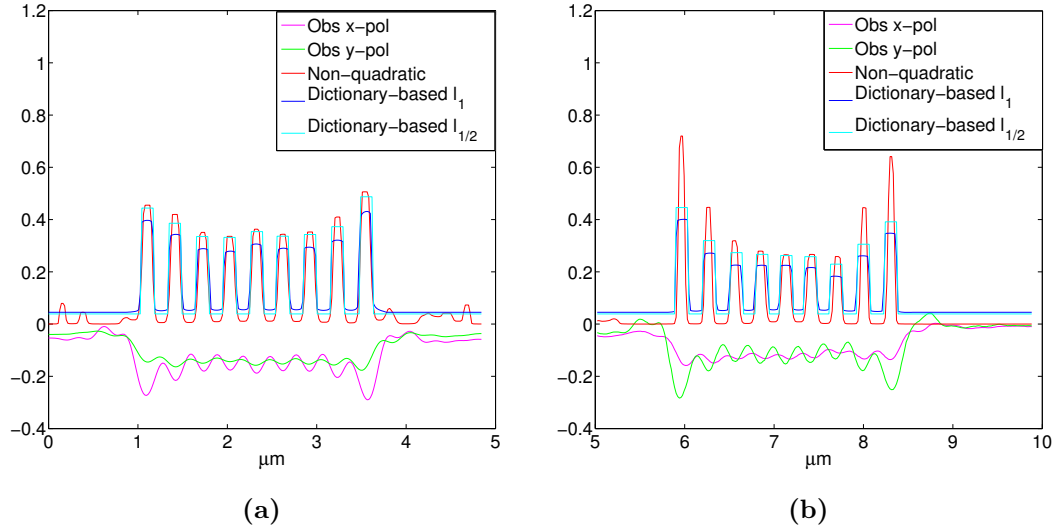 1.2
1
0.8
0.6
0.4
0.2
0
−0.2
−0.4
0 1 2 3 4 5
μm
Obs x−pol
Obs y−pol
Non−quadratic
Dictionary−based l1
Dictionary−based l1/2
(a)
1.2
1
0.8
0.6
0.4
0.2
0
−0.2
−0.4
5 6 7 8 9 10
μm
Obs x−pol
Obs y−pol
Non−quadratic
Dictionary−based l1
Dictionary−based l1/2
(b)